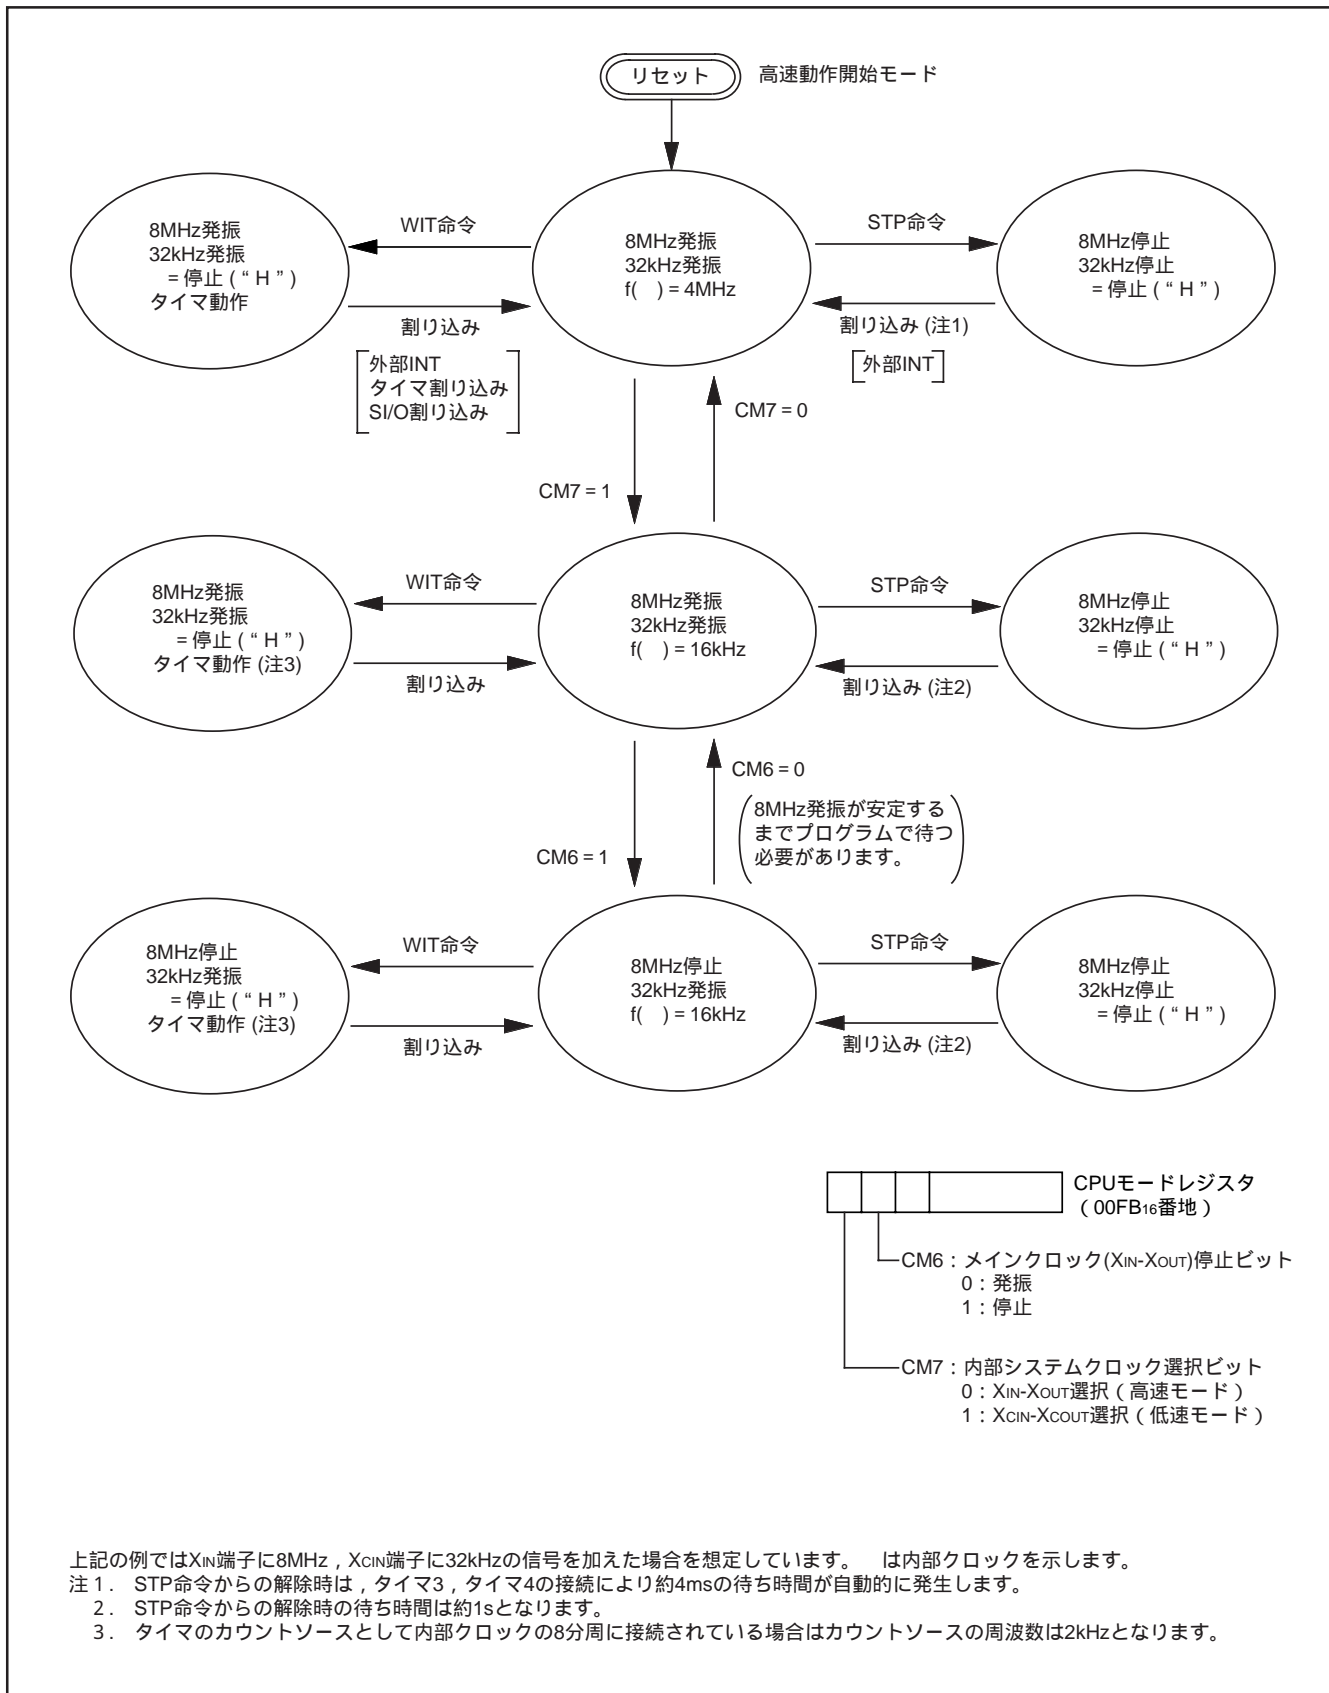 リセット
高速動作開始モード
8MHz発振
32kHz発振
= 停止 ( “ H ” )
タイマ動作
WIT命令
割り込み
外部INT
タイマ割り込み
SI/O割り込み
8MHz発振
32kHz発振
f( ) = 4MHz
STP命令
割り込み (注1)
外部INT
8MHz停止
32kHz停止
= 停止 ( “ H ” )
CM7 = 0
CM7 = 1
8MHz発振
32kHz発振
= 停止 ( “ H ” )
タイマ動作 (注3)
WIT命令
割り込み
8MHz発振
32kHz発振
f( ) = 16kHz
STP命令
割り込み (注2)
8MHz停止
32kHz停止
= 停止 ( “ H ” )
CM6 = 0
8MHz発振が安定する
までプログラムで待つ
必要があります。
CM6 = 1
8MHz停止
32kHz発振
= 停止 ( “ H ” )
タイマ動作 (注3)
WIT命令
割り込み
8MHz停止
32kHz発振
f( ) = 16kHz
STP命令
割り込み (注2)
8MHz停止
32kHz停止
= 停止 ( “ H ” )
CPUモードレジスタ
( 00FB16番地 )
CM6 : メインクロック(XIN-XOUT)停止ビット
0 : 発振
1 : 停止
CM7 : 内部システムクロック選択ビット
0 : XIN-XOUT選択 ( 高速モード )
1 : XCIN-XCOUT選択 ( 低速モード )
上記の例ではXIN端子に8MHz , XCIN端子に32kHzの信号を加えた場合を想定しています。 は内部クロックを示します。
注 1 . STP命令からの解除時は , タイマ3 , タイマ4の接続により約4msの待ち時間が自動的に発生します。
2 . STP命令からの解除時の待ち時間は約1sとなります。
3 . タイマのカウントソースとして内部クロックの8分周に接続されている場合はカウントソースの周波数は2kHzとなります。